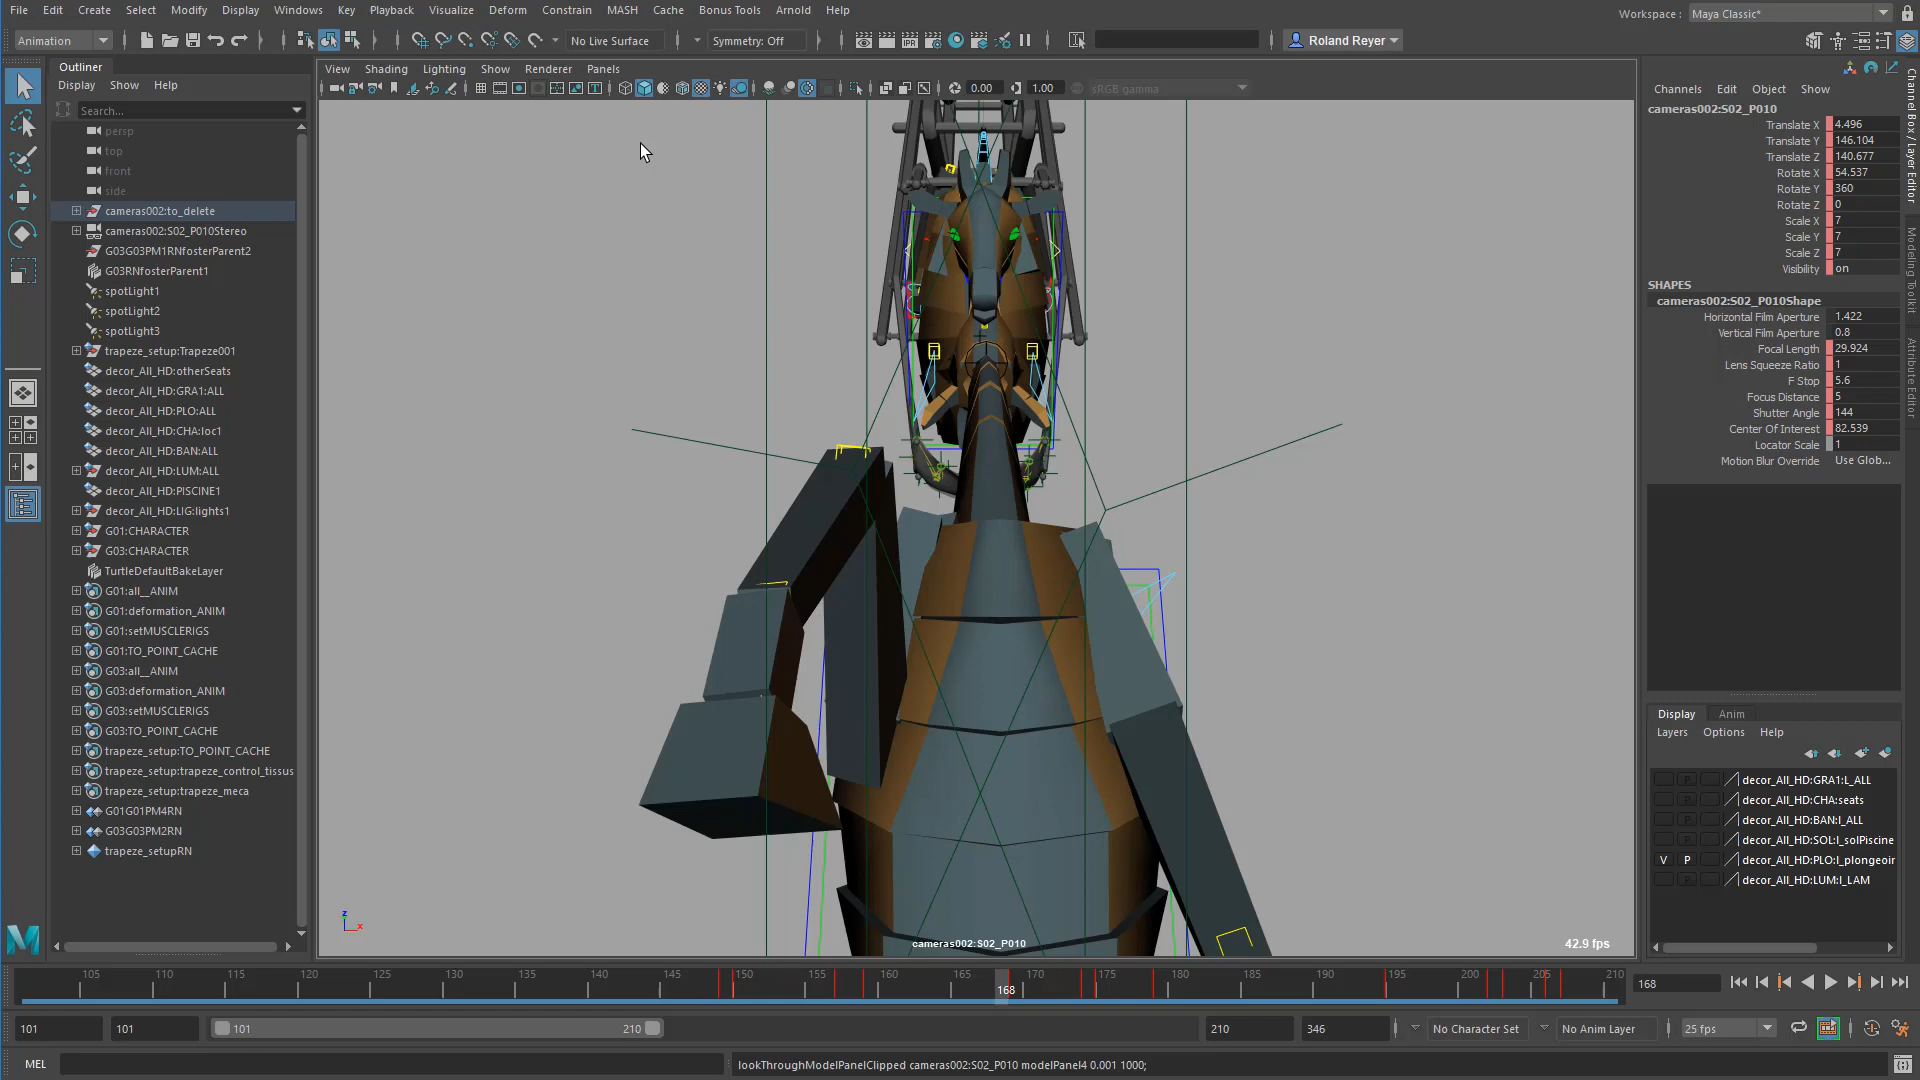 File Edit Create Select Modify Display Windows Key Playback Visualize Deform Constrain MASH Cache Bonus Tools Arnold Help
Workspace : Maya Classic*
Animation
No Live Surface
Symmetry: Off
IPR
Roland Reyer
Outliner
Display Show Help
Search...
persp
top
front
side
cameras002:to_delete
cameras002:S02_P010Stereo
G03G03PM1RNfosterParent2
G03RNfosterParent1
spotLight1
spotLight2
spotLight3
trapeze_setup:Trapeze001
decor_All_HD:otherSeats
decor_All_HD:GRA1:ALL
decor_All_HD:PLO:ALL
decor_All_HD:CHA:loc1
decor_All_HD:BAN:ALL
decor_All_HD:LUM:ALL
decor_All_HD:PISCINE1
decor_All_HD:LIG:lights1
G01:CHARACTER
G03:CHARACTER
TurtleDefaultBakeLayer
G01:all__ANIM
G01:deformation_ANIM
G01:setMUSCLERIGS
G01:TO_POINT_CACHE
G03:all__ANIM
G03:deformation_ANIM
G03:setMUSCLERIGS
G03:TO_POINT_CACHE
trapeze_setup:TO_POINT_CACHE
trapeze_setup:trapeze_control_tissus
trapeze_setup:trapeze_meca
G01G01PM4RN
G03G03PM2RN
trapeze_setupRN
View Shading Lighting Show Renderer Panels
0.00
1.00
sRGB gamma
z
x
cameras002:S02_P010
42.9 fps
Channels Edit Object Show
cameras002:S02_P010
Translate X 4.496
Translate Y 146.104
Translate Z 140.677
Rotate X 54.537
Rotate Y 360
Rotate Z 0
Scale X 7
Scale Y 7
Scale Z 7
Visibility on
SHAPES
cameras002:S02_P010Shape
Horizontal Film Aperture 1.422
Vertical Film Aperture 0.8
Focal Length 29.924
Lens Squeeze Ratio 1
F Stop 5.6
Focus Distance 5
Shutter Angle 144
Center Of Interest 82.539
Locator Scale 1
Motion Blur Override Use Glob...
Channel Box / Layer Editor
Modeling Toolkit
Attribute Editor
Display Anim
Layers Options Help
decor_All_HD:GRA1:L_ALL
decor_All_HD:CHA:seats
decor_All_HD:BAN:l_ALL
decor_All_HD:SOL:l_solPiscine
V P decor_All_HD:PLO:l_plongeoir
decor_All_HD:LUM:l_LAM
105 110 115 120 125 130 135 140 145 150 155 160 165 170 175 180 185 190 195 200 205 210
168
168
101
101
101
210
210
346
No Character Set
No Anim Layer
25 fps
MEL
lookThroughModelPanelClipped cameras002:S02_P010 modelPanel4 0.001 1000;